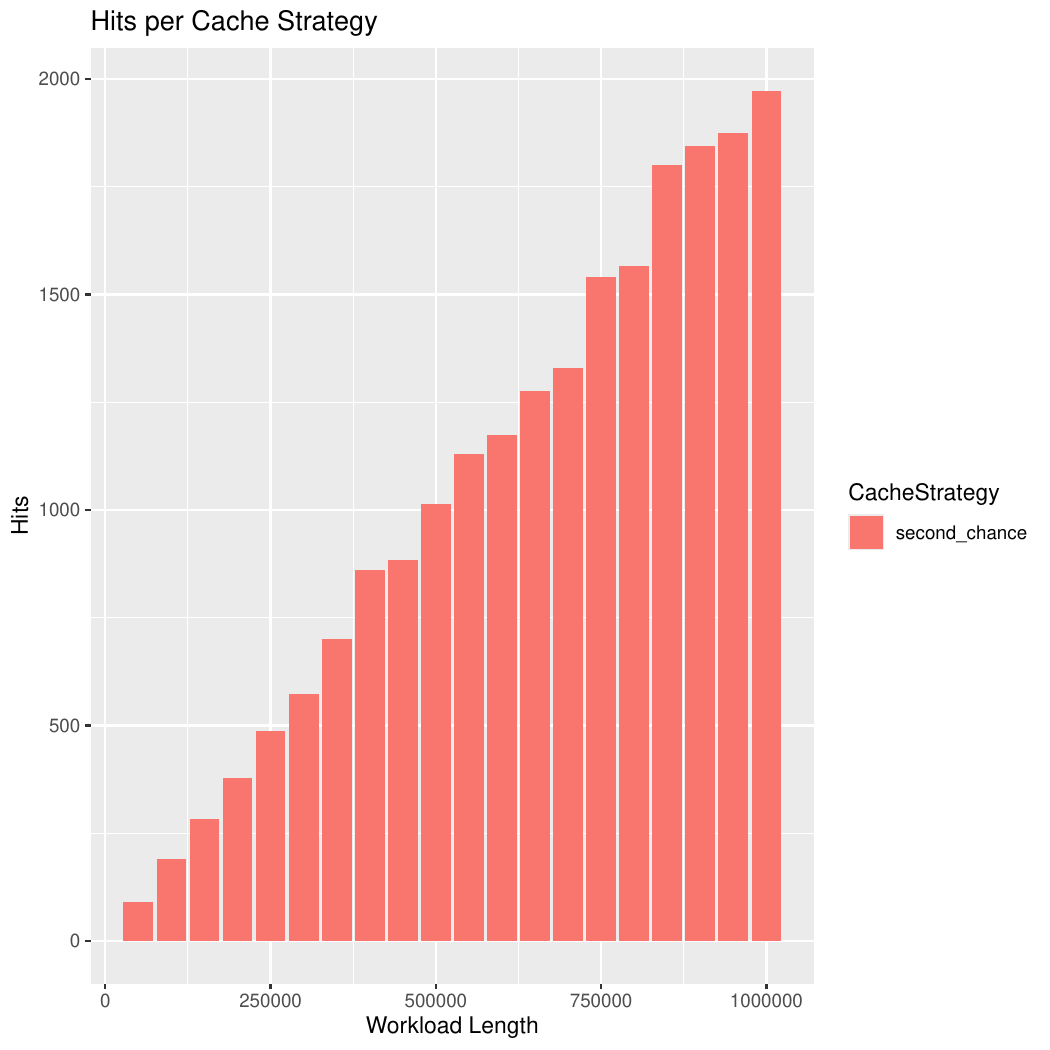 Hits per Cache Strategy
2000
1500
1000
500
0
Hits
0 250000 500000 750000 1000000
Workload Length
CacheStrategy
second_chance